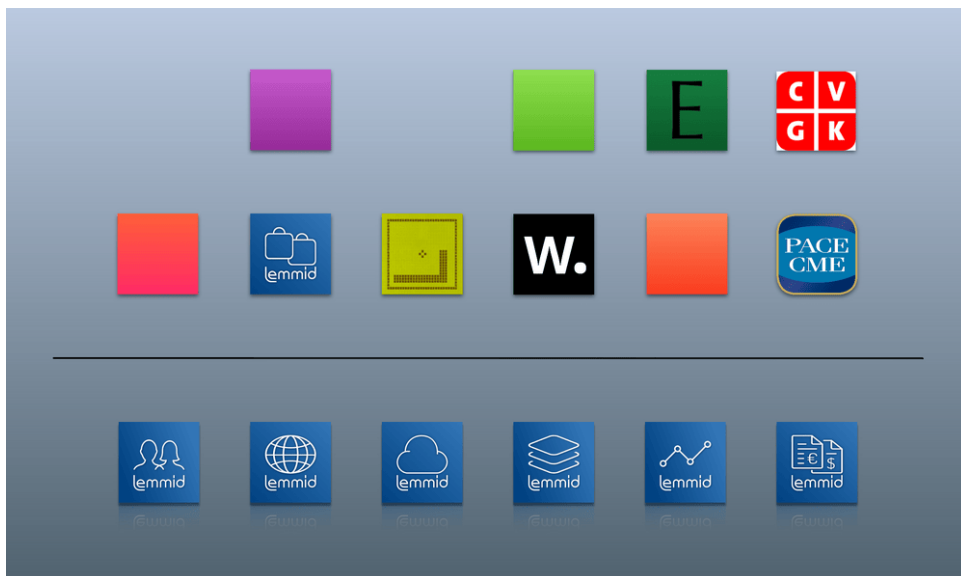 E
C V
G K
lemmid
W.
PACE
CME
€ $
lemmid
lemmid
lemmid
lemmid
lemmid
lemmid